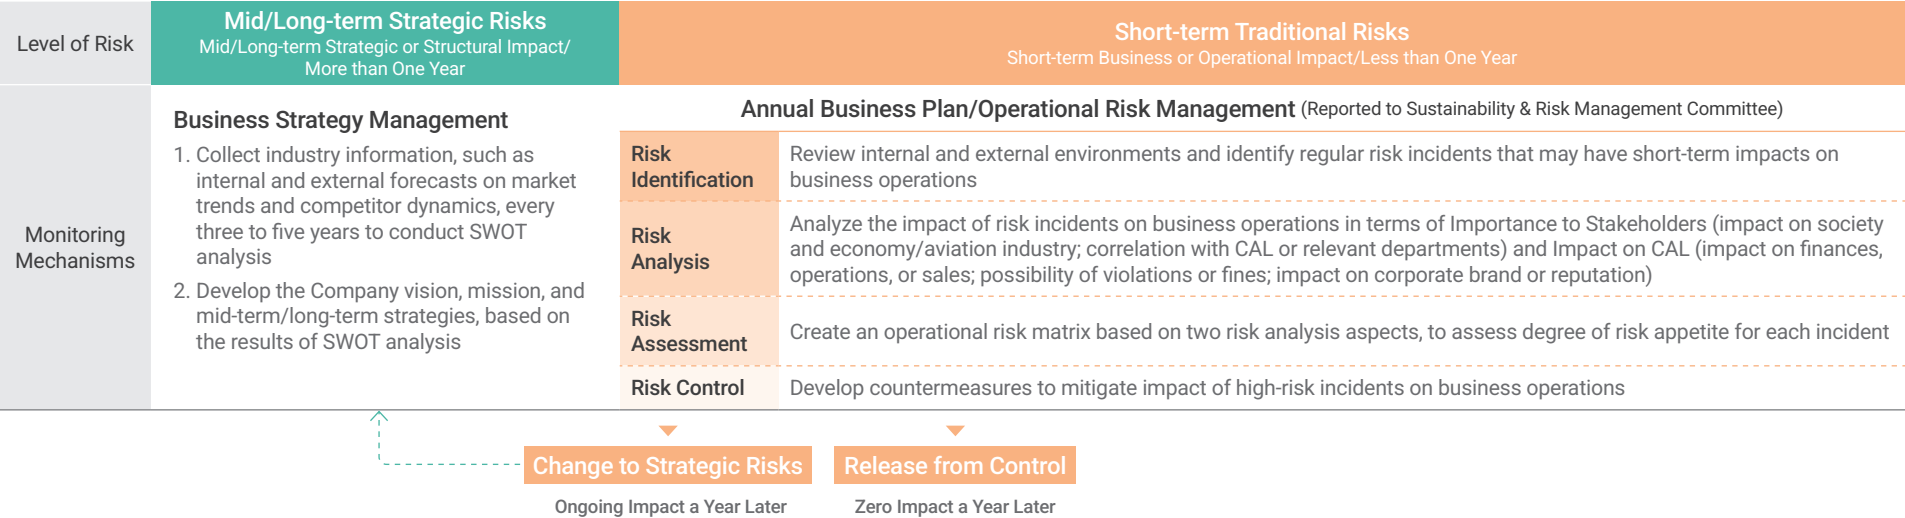 Level of Risk
Mid/Long-term Strategic Risks
Mid/Long-term Strategic or Structural Impact/
More than One Year
Short-term Traditional Risks
Short-term Business or Operational Impact/Less than One Year
Monitoring
Mechanisms
Business Strategy Management
1. Collect industry information, such as
internal and external forecasts on market
trends and competitor dynamics, every
three to five years to conduct SWOT
analysis
2. Develop the Company vision, mission, and
mid-term/long-term strategies, based on
the results of SWOT analysis
Annual Business Plan/Operational Risk Management (Reported to Sustainability & Risk Management Committee)
Risk
Identification
Review internal and external environments and identify regular risk incidents that may have short-term impacts on
business operations
Risk
Analysis
Analyze the impact of risk incidents on business operations in terms of Importance to Stakeholders (impact on society
and economy/aviation industry; correlation with CAL or relevant departments) and Impact on CAL (impact on finances,
operations, or sales; possibility of violations or fines; impact on corporate brand or reputation)
Risk
Assessment
Create an operational risk matrix based on two risk analysis aspects, to assess degree of risk appetite for each incident
Risk Control
Develop countermeasures to mitigate impact of high-risk incidents on business operations
Change to Strategic Risks
Ongoing Impact a Year Later
Release from Control
Zero Impact a Year Later